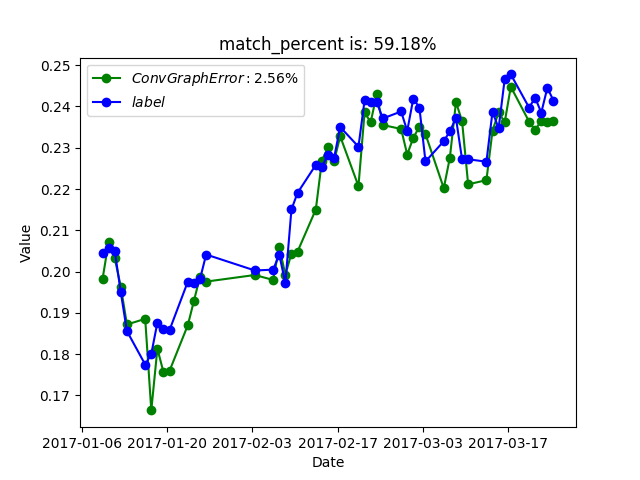 match_percent is: 59.18%
ConvGraphError: 2.56%
label
Value
0.25
0.24
0.23
0.22
0.21
0.20
0.19
0.18
0.17
2017-01-06 2017-01-20 2017-02-03 2017-02-17 2017-03-03 2017-03-17
Date